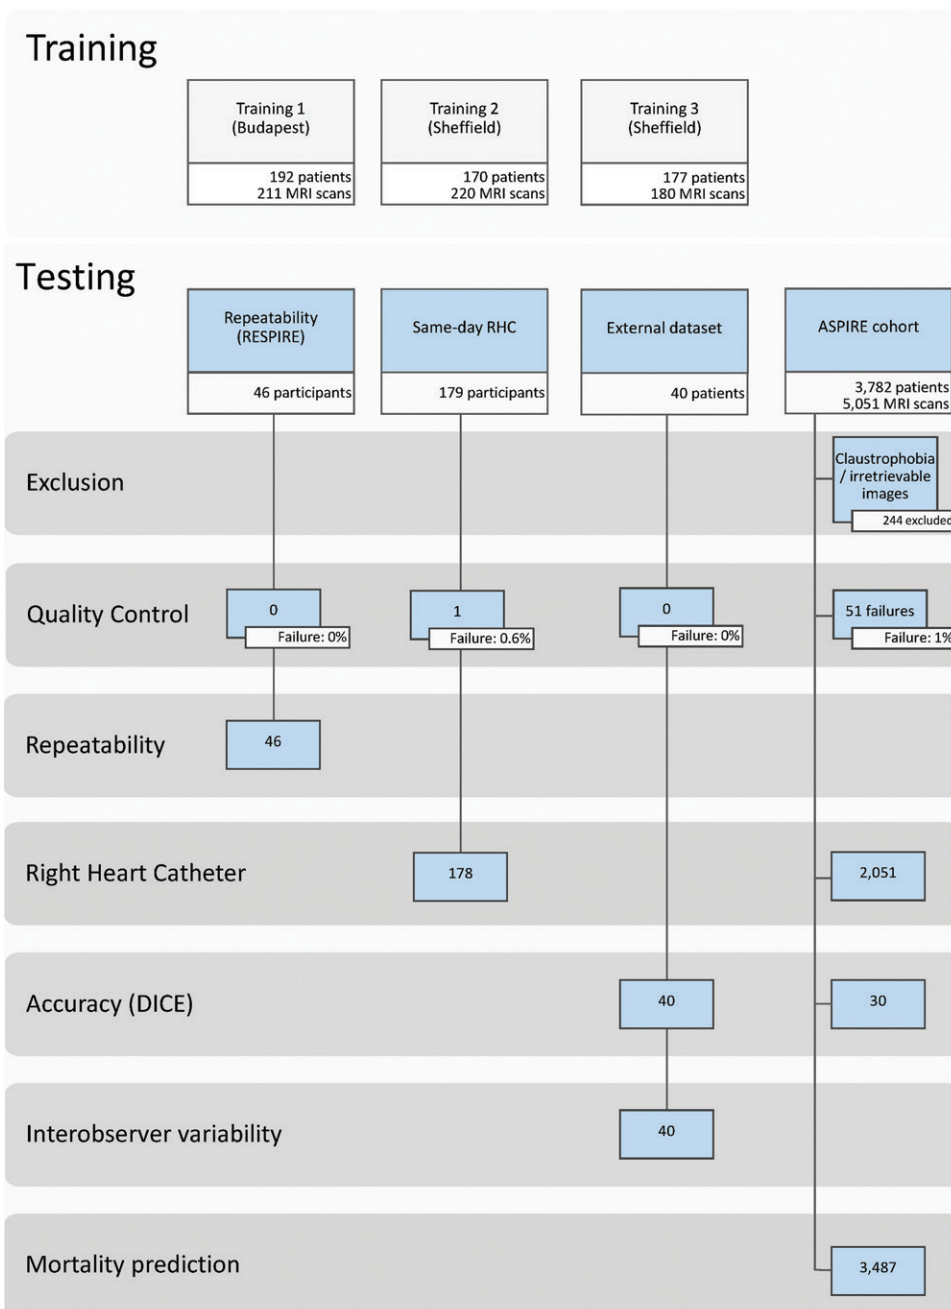 Training
Training 1
(Budapest)
192 patients
211 MRI scans
Training 2
(Sheffield)
170 patients
220 MRI scans
Training 3
(Sheffield)
177 patients
180 MRI scans
Testing
Repeatability
(RESPIRE)
46 participants
Same-day RHC
179 participants
External dataset
40 patients
ASPIRE cohort
3,782 patients
5,051 MRI scans
Exclusion
Claustrophobia
/ irretrievable
images
244 excluded
Quality Control
0
Failure: 0%
1
Failure: 0.6%
0
Failure: 0%
51 failures
Failure: 1%
Repeatability
46
Right Heart Catheter
178
2,051
Accuracy (DICE)
40
30
Interobserver variability
40
Mortality prediction
3,487